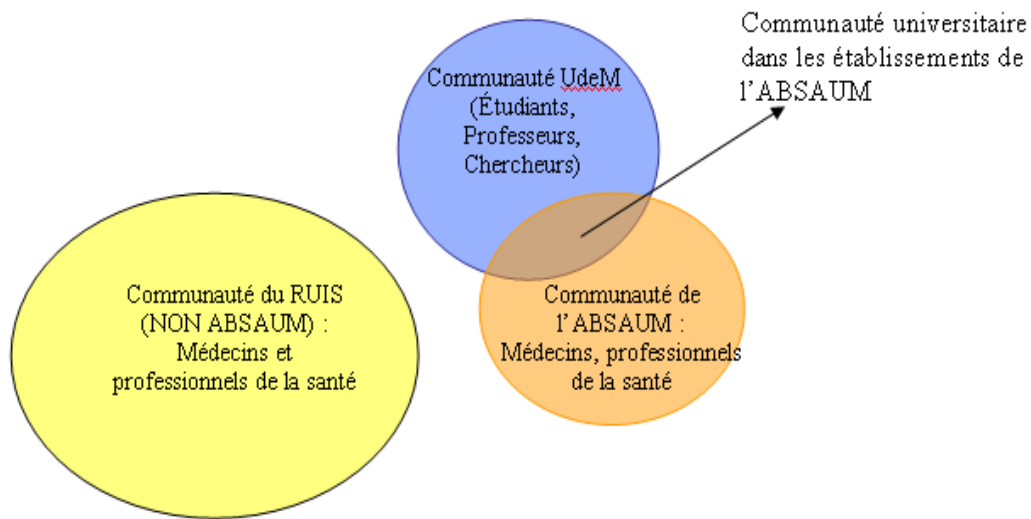 Communauté universitaire
dans les établissements de
l'ABSAUM
Communauté UdeM
(Étudiants,
Professeurs,
Chercheurs)
Communauté du RUIS
(NON ABSAUM) :
Médecins et
professionnels de la santé
Communauté de
l'ABSAUM :
Médecins, professionnels
de la santé